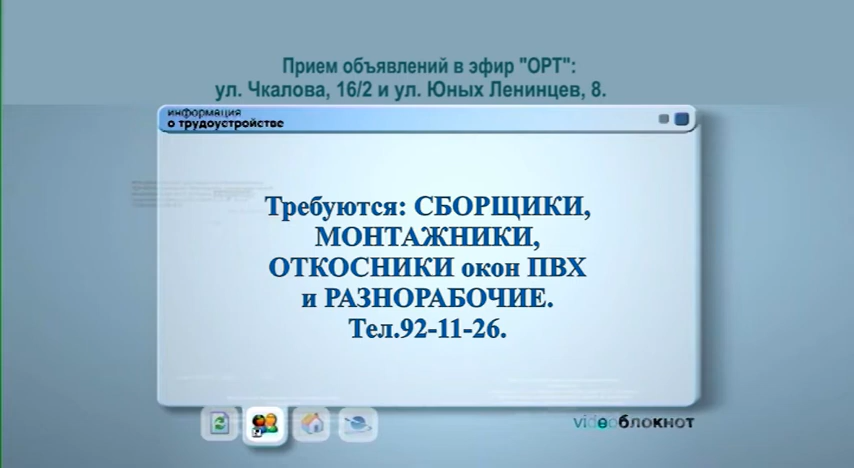 Прием объявлений в эфир "ОРТ":
ул. Чкалова, 16/2 и ул. Юных Ленинцев, 8.
информация
о трудоустройстве
Требуются: СБОРЩИКИ,
МОНТАЖНИКИ,
ОТКОСНИКИ окон ПВХ
и РАЗНОРАБОЧИЕ.
Тел.92-11-26.
videoблокнот